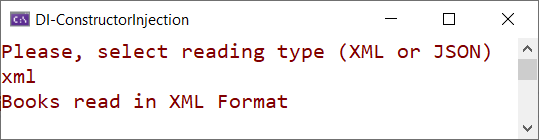 DI-ConstructorInjection
Please, select reading type (XML or JSON)
xml
Books read in XML Format